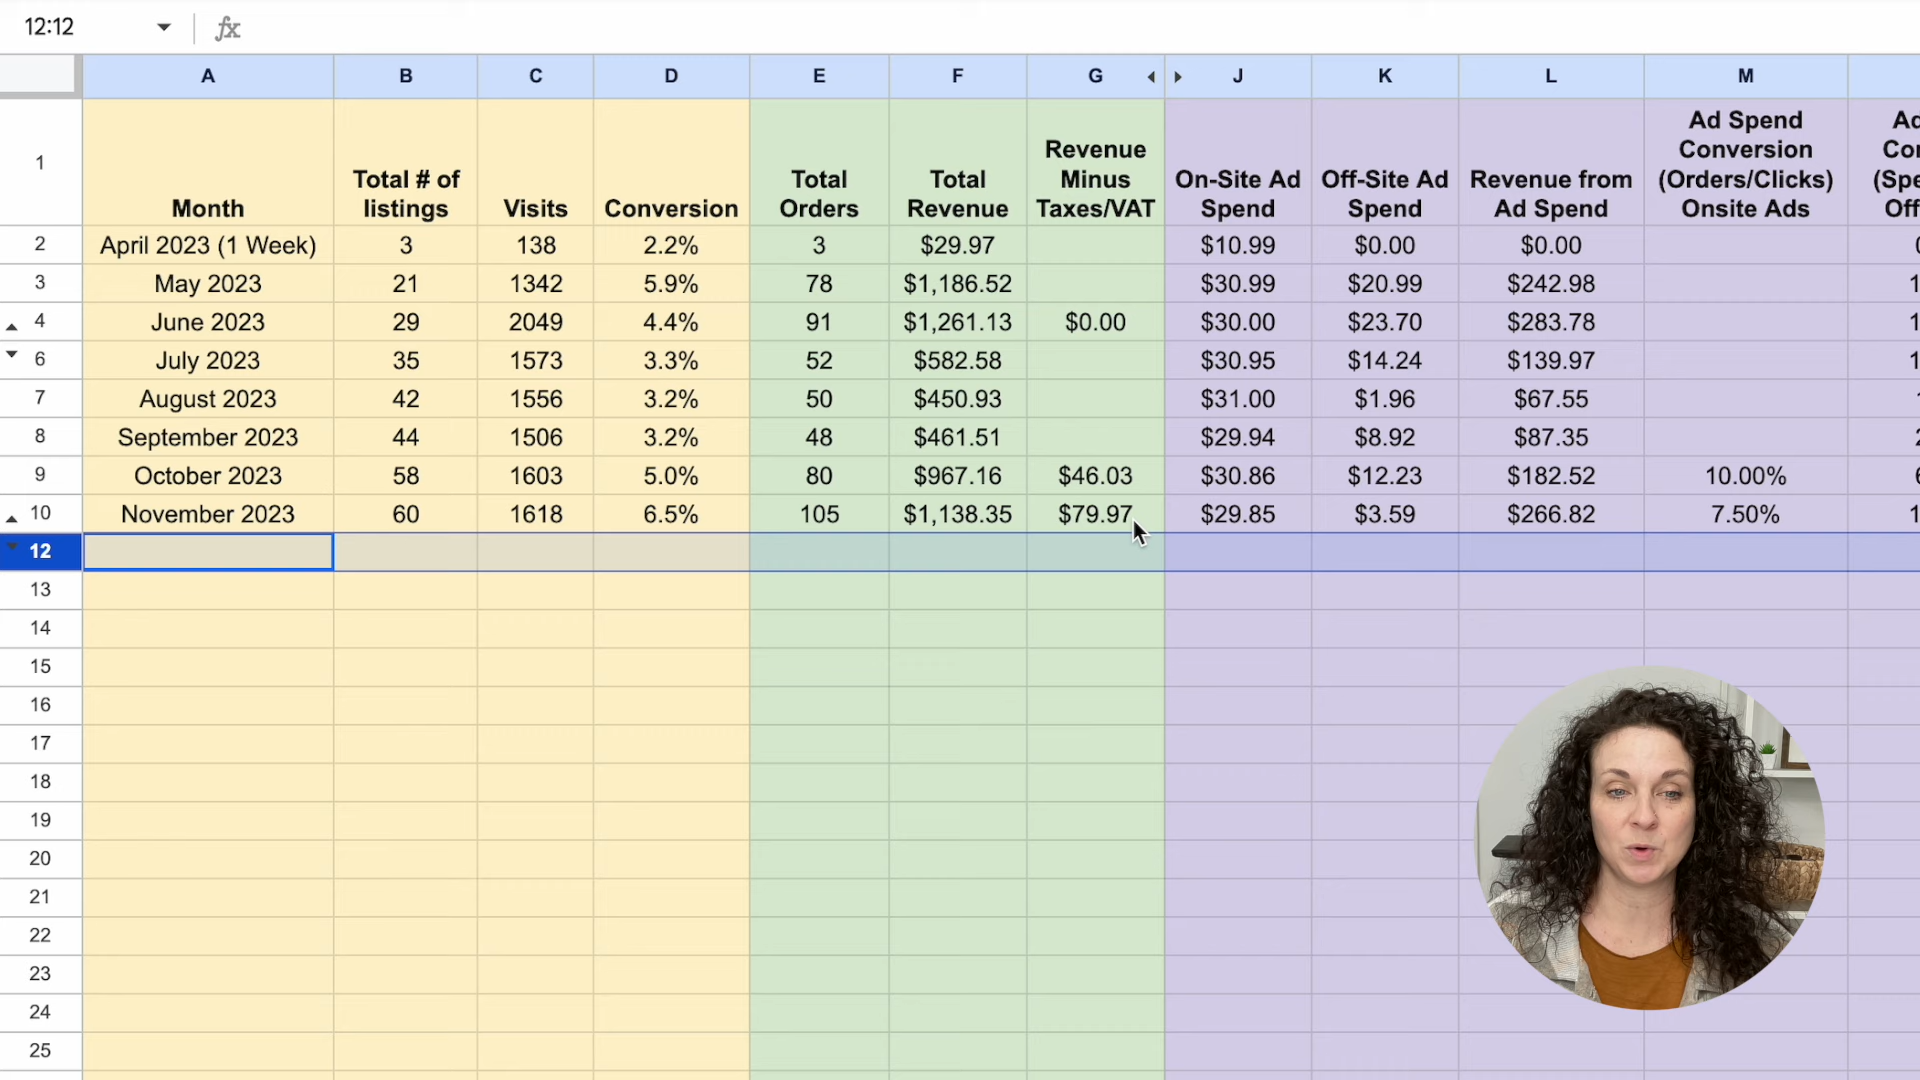 12:12 fx
A B C D E F G J K L M
1 Month Total # of listings Visits Conversion Total Orders Total Revenue Revenue Minus Taxes/VAT On-Site Ad Spend Off-Site Ad Spend Revenue from Ad Spend Ad Spend Conversion (Orders/Clicks) Onsite Ads
2 April 2023 (1 Week) 3 138 2.2% 3 $29.97 $10.99 $0.00 $0.00
3 May 2023 21 1342 5.9% 78 $1,186.52 $30.99 $20.99 $242.98
4 June 2023 29 2049 4.4% 91 $1,261.13 $0.00 $30.00 $23.70 $283.78
6 July 2023 35 1573 3.3% 52 $582.58 $30.95 $14.24 $139.97
7 August 2023 42 1556 3.2% 50 $450.93 $31.00 $1.96 $67.55
8 September 2023 44 1506 3.2% 48 $461.51 $29.94 $8.92 $87.35
9 October 2023 58 1603 5.0% 80 $967.16 $46.03 $30.86 $12.23 $182.52 10.00%
10 November 2023 60 1618 6.5% 105 $1,138.35 $79.97 $29.85 $3.59 $266.82 7.50%
12
13
14
15
16
17
18
19
20
21
22
23
24
25